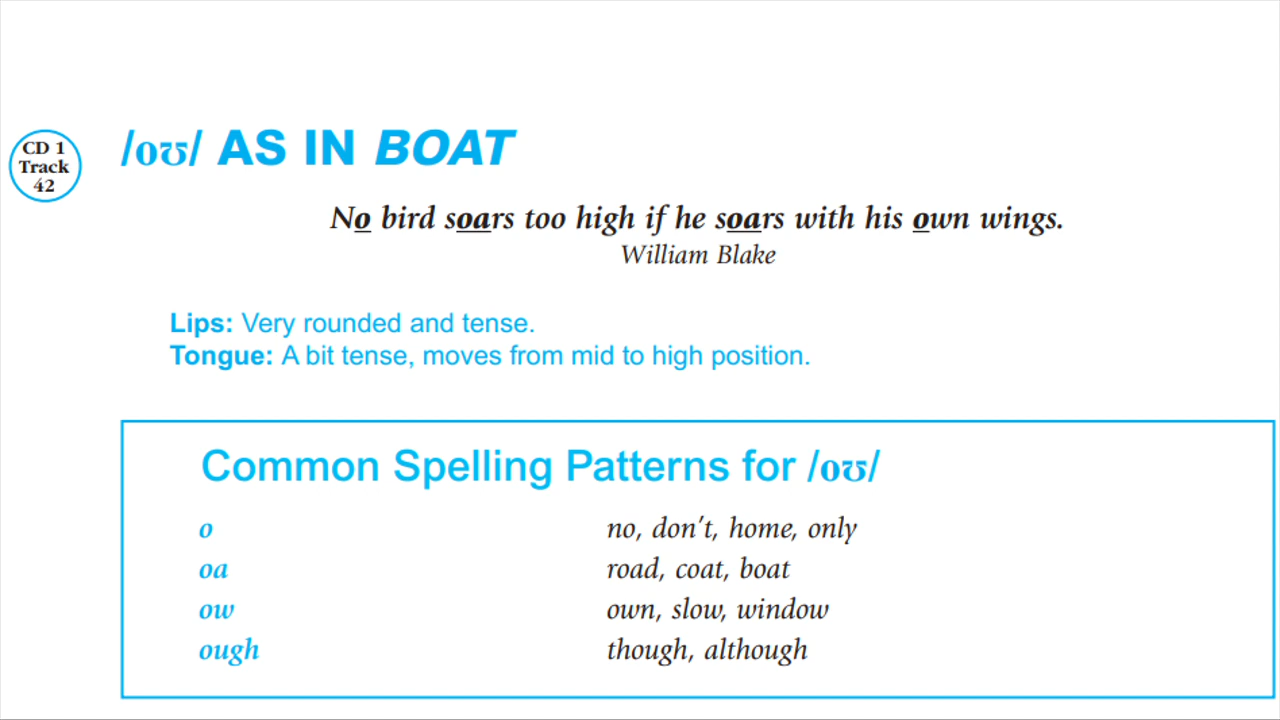 CD 1
Track
42
/oʊ/ AS IN BOAT
No bird soars too high if he soars with his own wings.
William Blake
Lips: Very rounded and tense.
Tongue: A bit tense, moves from mid to high position.
Common Spelling Patterns for /oʊ/
o no, don’t, home, only
oa road, coat, boat
ow own, slow, window
ough though, although